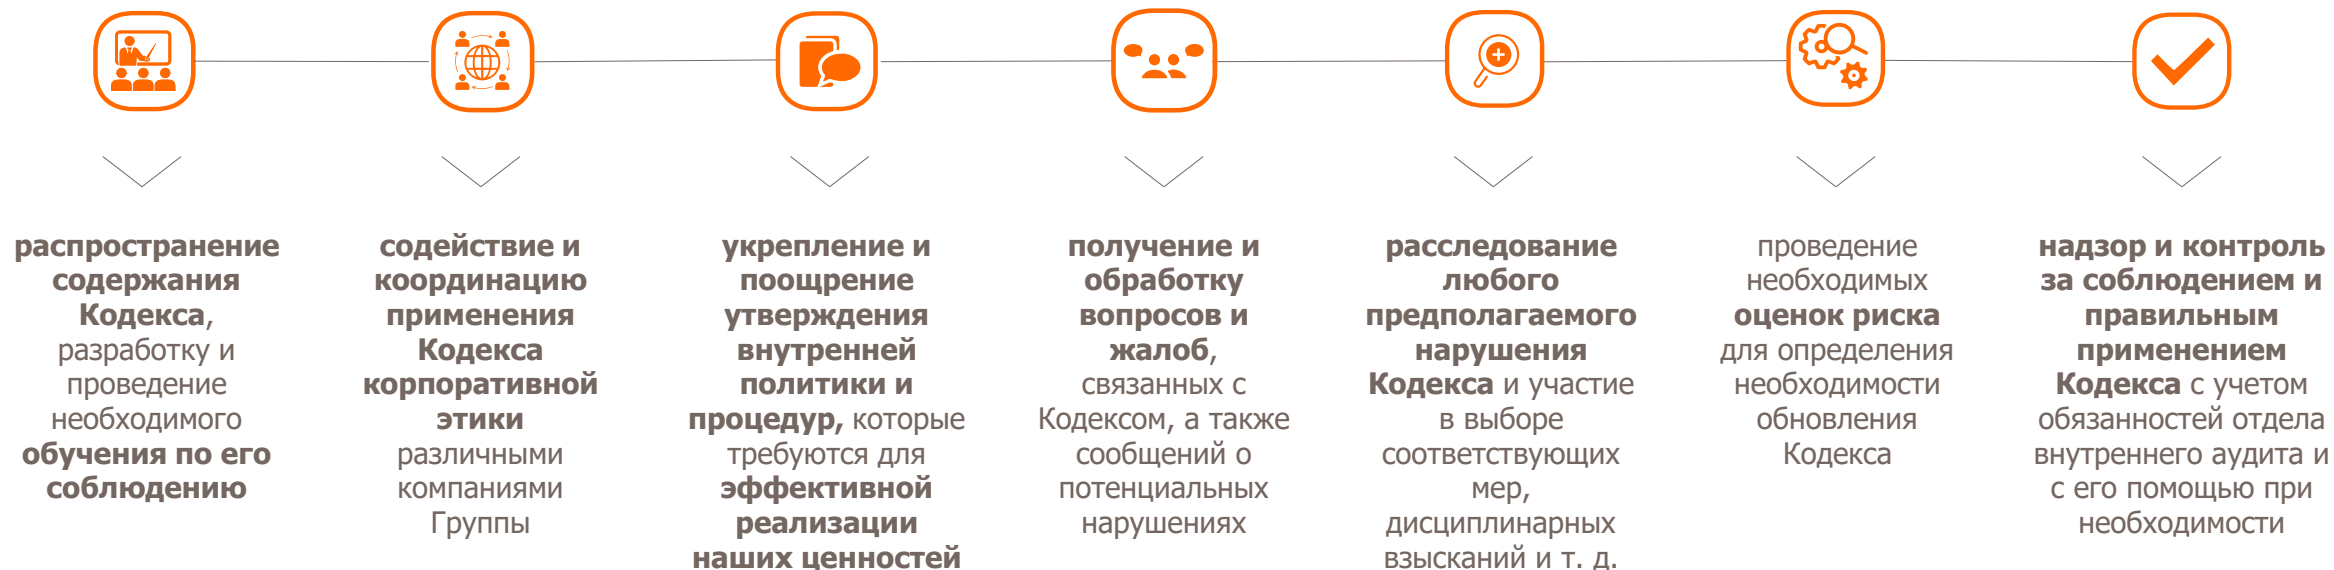 распространение
содержания
Кодекса,
разработку и
проведение
необходимого
обучения по его
соблюдению
содействие и
координацию
применения
Кодекса
корпоративной
этики
различными
компаниями
Группы
укрепление и
поощрение
утверждения
внутренней
политики и
процедур, которые
требуются для
эффективной
реализации
наших ценностей
получение и
обработку
вопросов и
жалоб,
связанных с
Кодексом, а также
сообщений о
потенциальных
нарушениях
расследование
любого
предполагаемого
нарушения
Кодекса и участие
в выборе
соответствующих
мер,
дисциплинарных
взысканий и т. д.
проведение
необходимых
оценок риска
для определения
необходимости
обновления
Кодекса
надзор и контроль
за соблюдением и
правильным
применением
Кодекса с учетом
обязанностей отдела
внутреннего аудита и
с его помощью при
необходимости